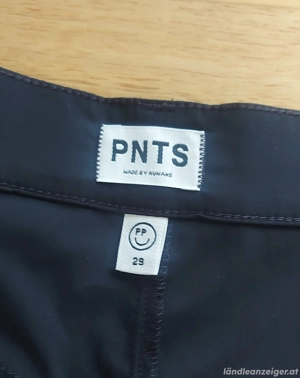 PNTS
MADE BY HUMANS
PP
29
ländleanzeiger.at